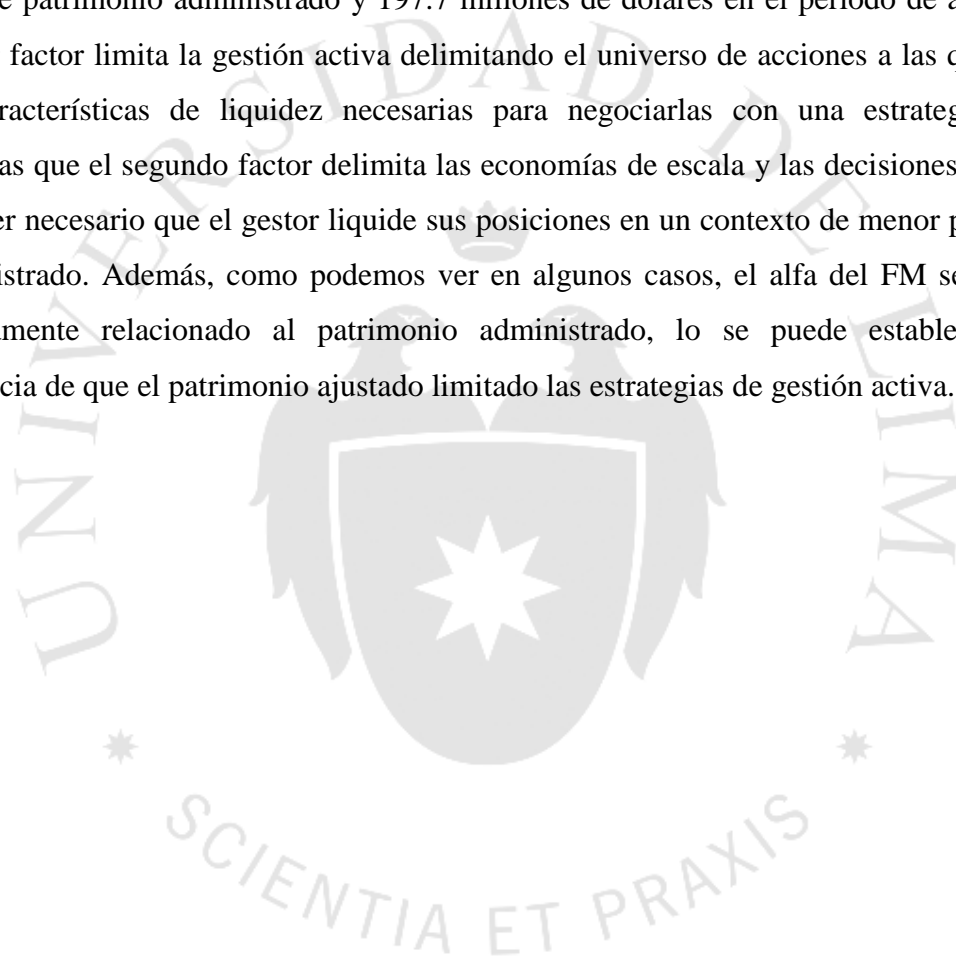 e patrimonio administrado y 197.7 millones de dólares en el periodo de a
factor limita la gestión activa delimitando el universo de acciones a las q
racterísticas de liquidez necesarias para negociarlas con una estrateg
as que el segundo factor delimita las economías de escala y las decisiones
er necesario que el gestor liquide sus posiciones en un contexto de menor p
istrado. Además, como podemos ver en algunos casos, el alfa del FM se
mente relacionado al patrimonio administrado, lo se puede estable
cia de que el patrimonio ajustado limitado las estrategias de gestión activa.
UNIVERSIDAD DE LIMA
SCIENTIA ET PRAXIS